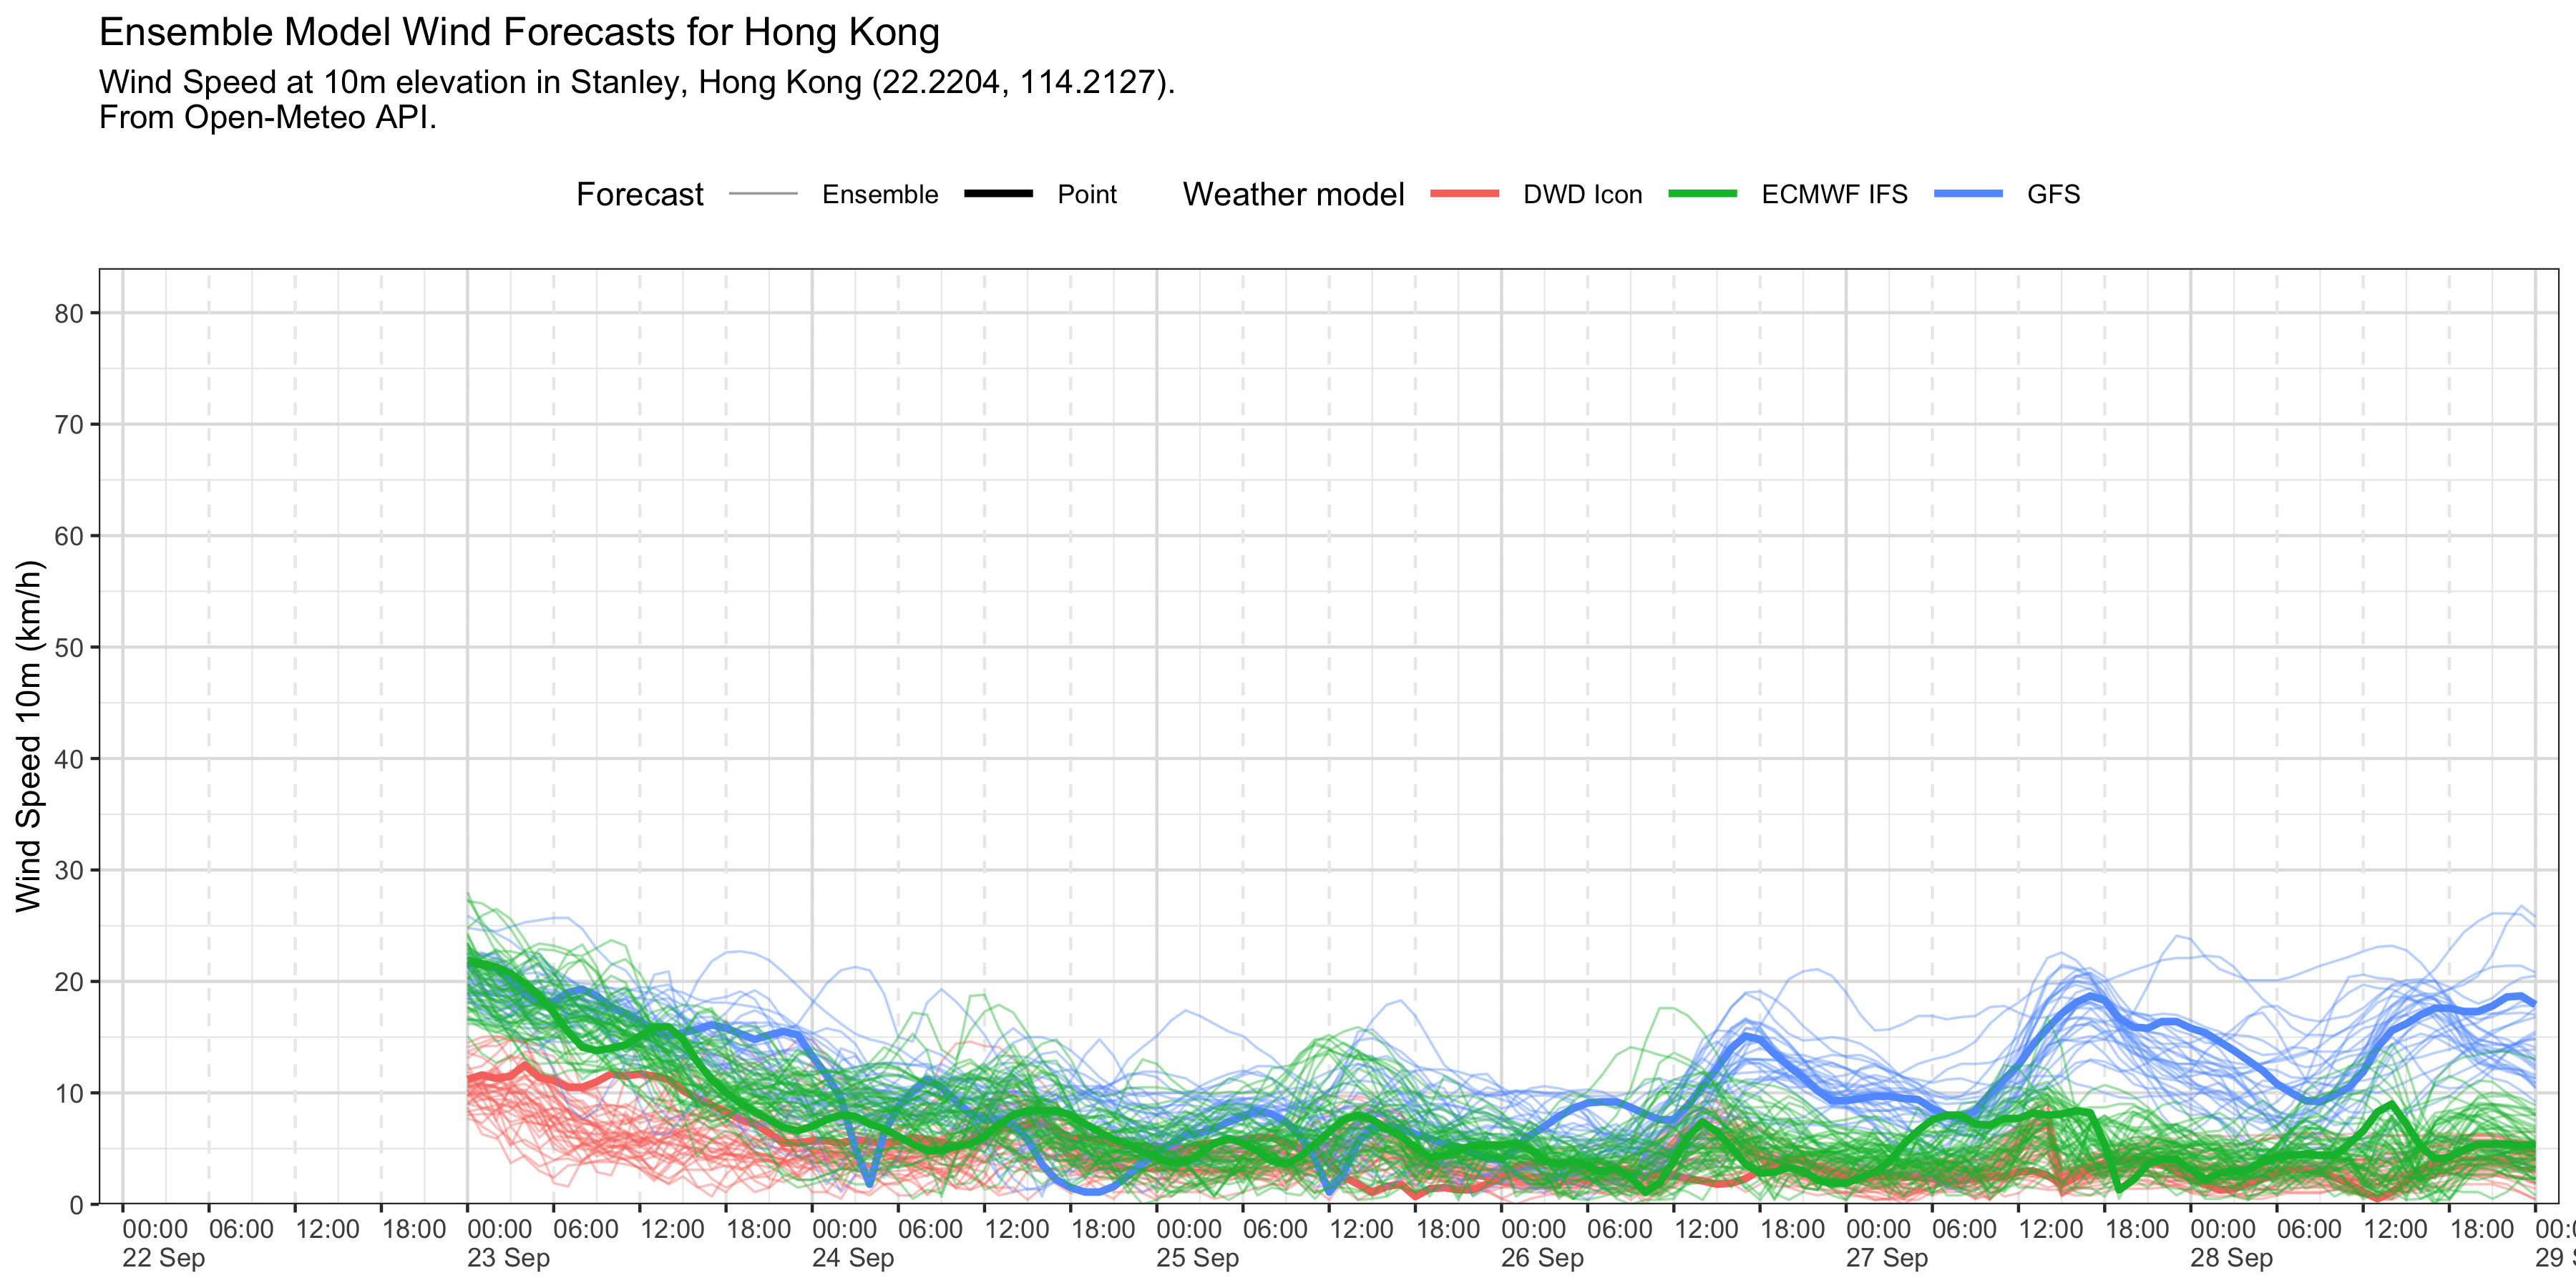 Ensemble Model Wind Forecasts for Hong Kong
Wind Speed at 10m elevation in Stanley, Hong Kong (22.2204, 114.2127).
From Open-Meteo API.
Forecast Ensemble Point Weather model DWD Icon ECMWF IFS GFS
Wind Speed 10m (km/h)
80
70
60
50
40
30
20
10
0
00:00 06:00 12:00 18:00 00:00 06:00 12:00 18:00 00:00 06:00 12:00 18:00 00:00 06:00 12:00 18:00 00:00 06:00 12:00 18:00 00:00 06:00 12:00 18:00 00:00 06:00 12:00 18:00
22 Sep 23 Sep 24 Sep 25 Sep 26 Sep 27 Sep 28 Sep 29